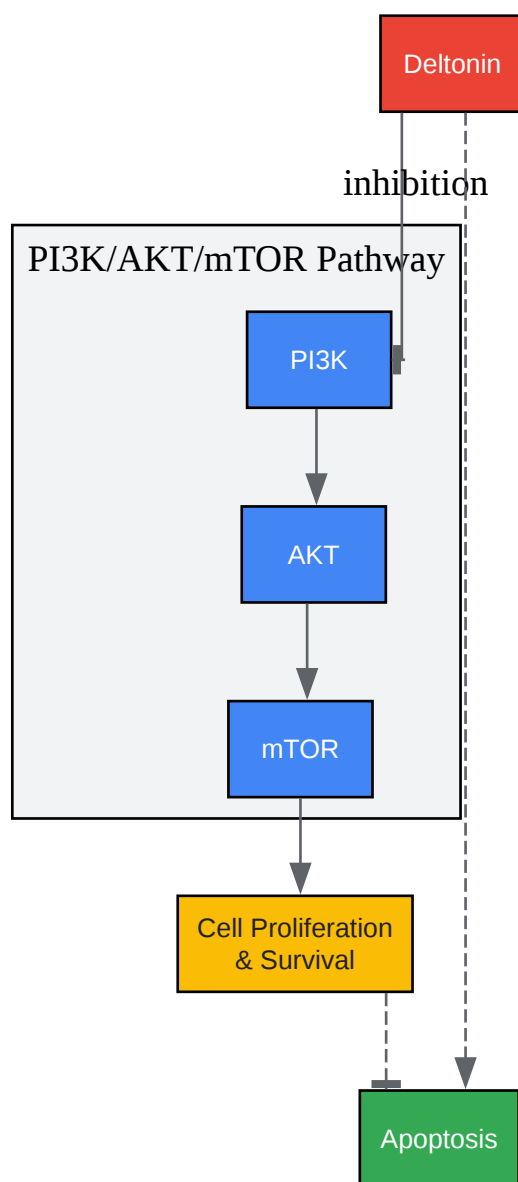 Deltonin
inhibition
PI3K/AKT/mTOR Pathway
PI3K
AKT
mTOR
Cell Proliferation
& Survival
Apoptosis